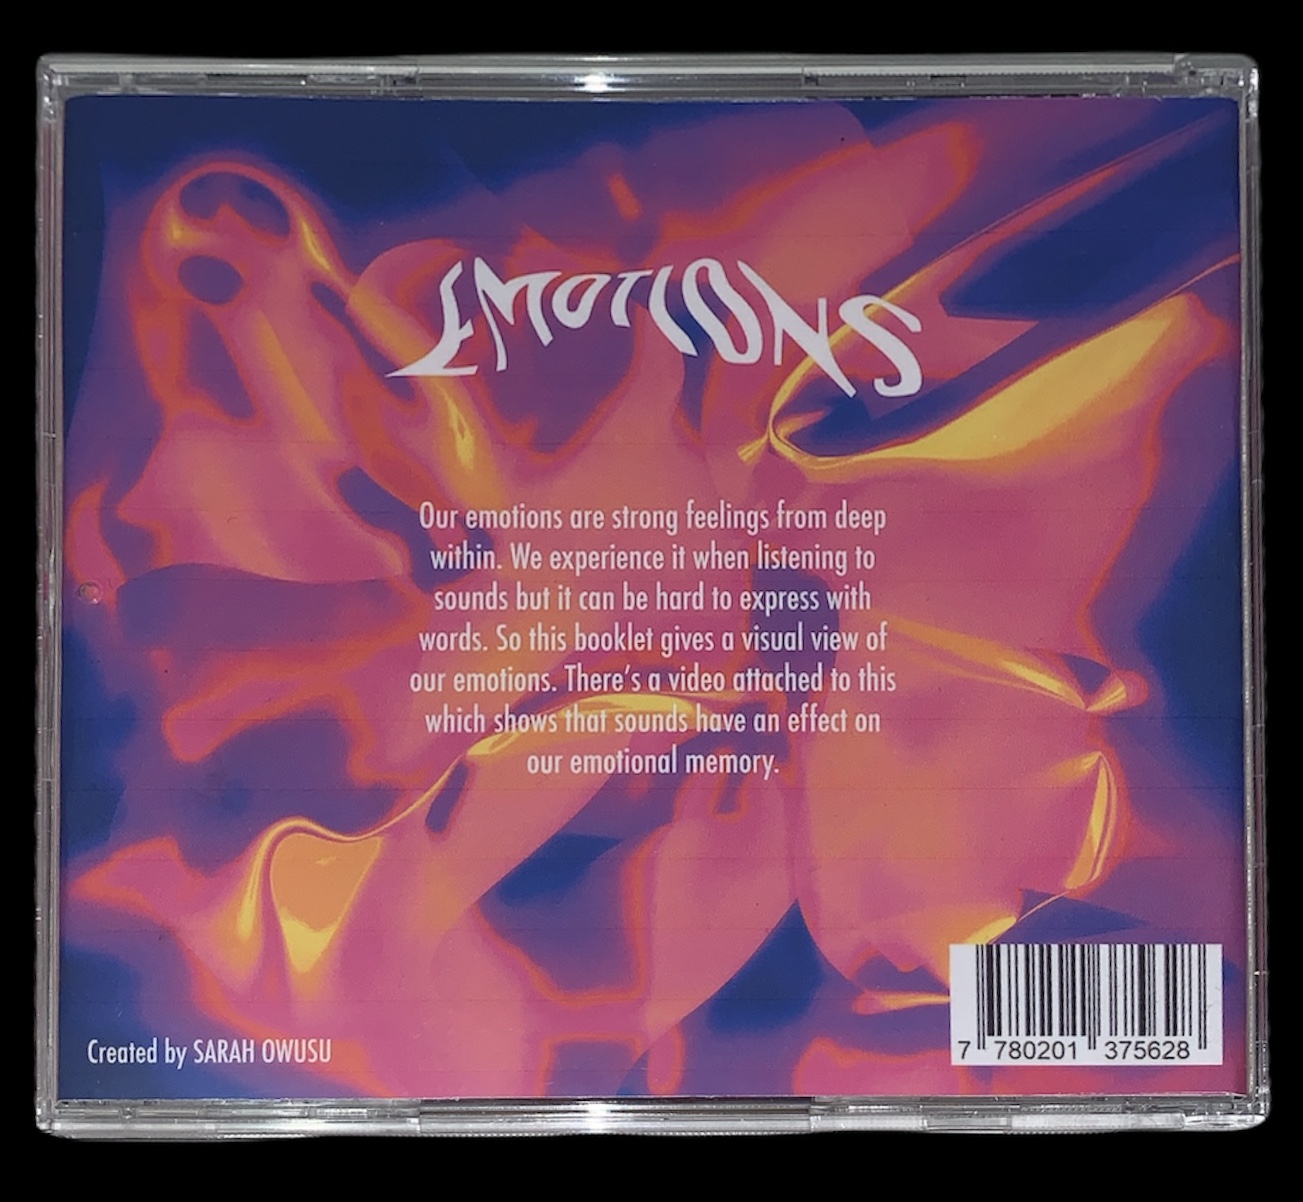 EMOTIONS
Our emotions are strong feelings from deep
within. We experience it when listening to
sounds but it can be hard to express with
words. So this booklet gives a visual view of
our emotions. There's a video attached to this
which shows that sounds have an effect on
our emotional memory.
Created by SARAH OWUSU
7 780201 375628